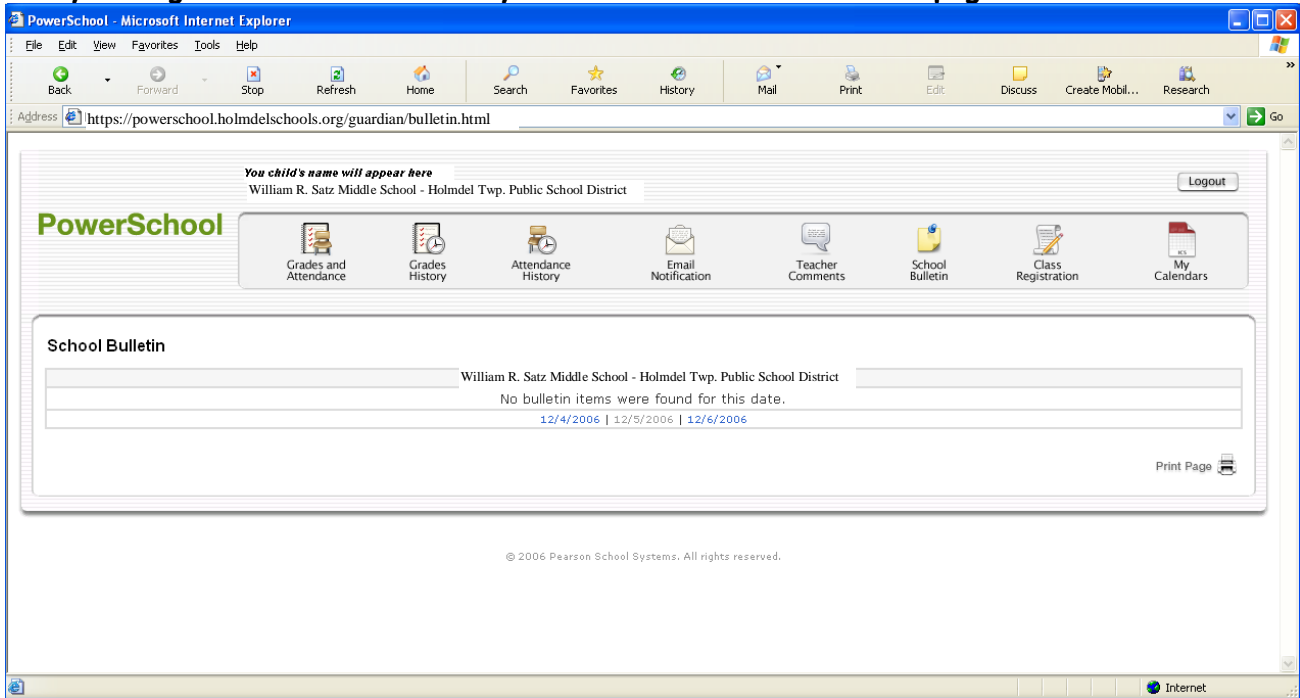 PowerSchool - Microsoft Internet Explorer
File Edit View Favorites Tools Help
Back Forward Stop Refresh Home Search Favorites History Mail Print Edit Discuss Create Mobil... Research
Address https://powerschool.holmdelschools.org/guardian/bulletin.html Go
You child's name will appear here
William R. Satz Middle School - Holmdel Twp. Public School District
Logout
PowerSchool
Grades and Attendance
Grades History
Attendance History
Email Notification
Teacher Comments
School Bulletin
Class Registration
My Calendars
School Bulletin
William R. Satz Middle School - Holmdel Twp. Public School District
No bulletin items were found for this date.
12/4/2006 | 12/5/2006 | 12/6/2006
Print Page
© 2006 Pearson School Systems. All rights reserved.
Internet